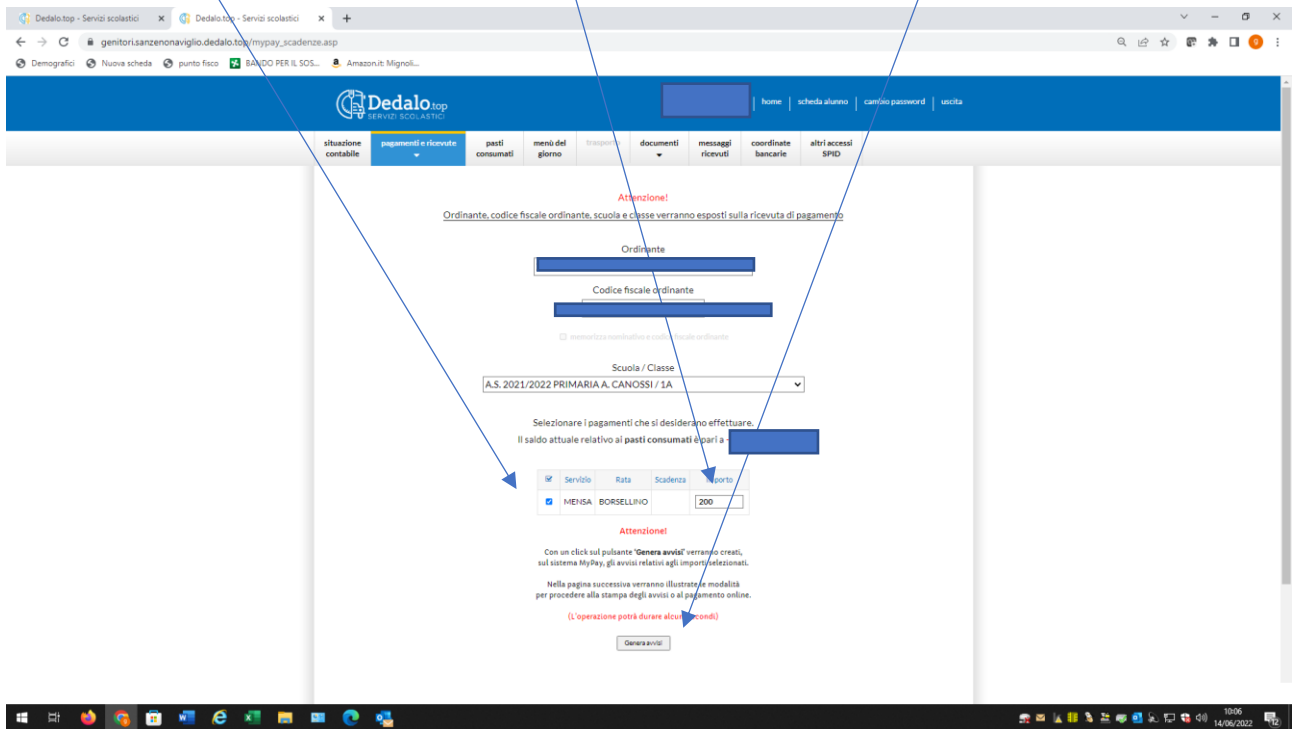 Dedalo.top - Servizi scolastici
Dedalo.top - Servizi scolastici
genitori.sanzenonaviglio.dedalo.top/mypay_scadenze.asp
Demografici
Nuova scheda
punto fisco
BANDO PER IL SOS...
Amazon.it: Mignoli...
Dedalo.top
SERVIZI SCOLASTICI
home | scheda alunno | cambio password | uscita
situazione contabile
pagamenti e ricevute
pasti consumati
menù del giorno
trasporto
documenti
messaggi ricevuti
coordinate bancarie
altri accessi SPID
Attenzione!
Ordinante, codice fiscale ordinante, scuola e classe verranno esposti sulla ricevuta di pagamento
Ordinante
Codice fiscale ordinante
memorizza nominativo e codice fiscale ordinante
Scuola / Classe
A.S. 2021/2022 PRIMARIA A. CANOSSI / 1A
Selezionare i pagamenti che si desiderano effettuare.
Il saldo attuale relativo ai pasti consumati è pari a -
Servizio Rata Scadenza Importo
MENSA BORSELLINO 200
Attenzione!
Con un click sul pulsante 'Genera avvisi' verranno creati,
sul sistema MyPay, gli avvisi relativi agli importi selezionati.
Nella pagina successiva verranno illustrate le modalità
per procedere alla stampa degli avvisi o al pagamento online.
(L'operazione potrà durare alcuni secondi)
Genera avvisi
10:06
14/06/2022